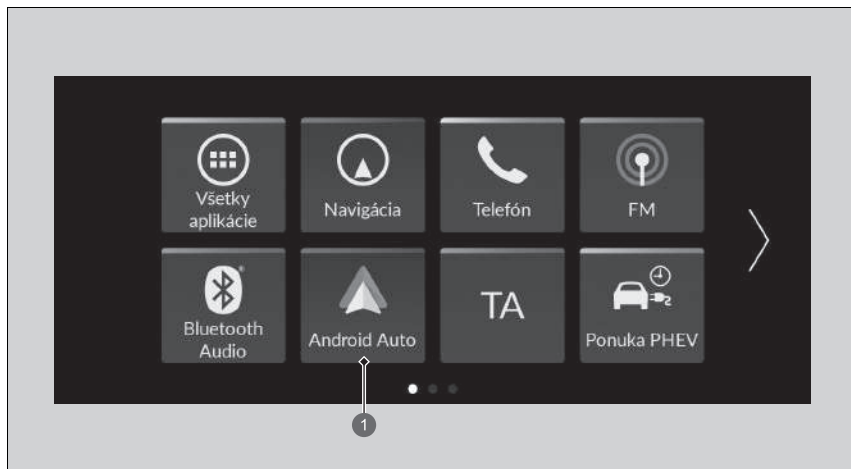 Všetky
aplikácie
Navigácia
Telefón
FM
Bluetooth
Audio
Android Auto
TA
Ponuka PHEV
1